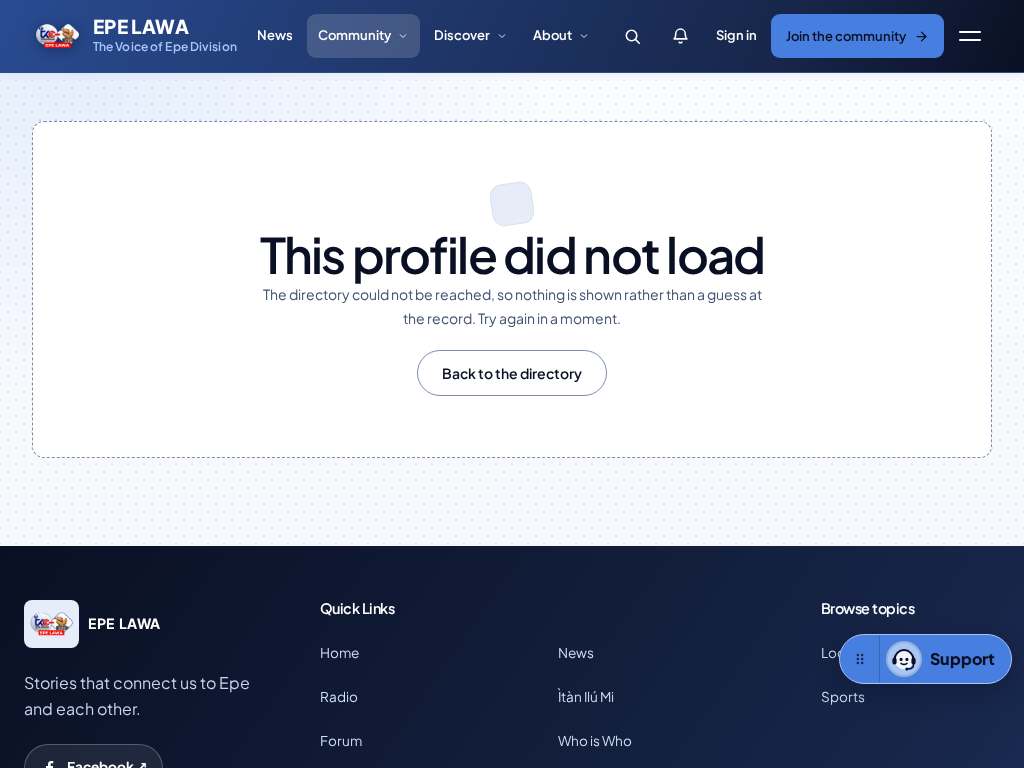 EPE LAWA
The Voice of Epe Division
News
Community
Discover
About
Sign in
Join the community →
This profile did not load
The directory could not be reached, so nothing is shown rather than a guess at
the record. Try again in a moment.
Back to the directory
EPE LAWA
Stories that connect us to Epe
and each other.
Facebook ↗
Quick Links
Home
News
Radio
Ìtàn Ilú Mi
Forum
Who is Who
Browse topics
Sports
Support